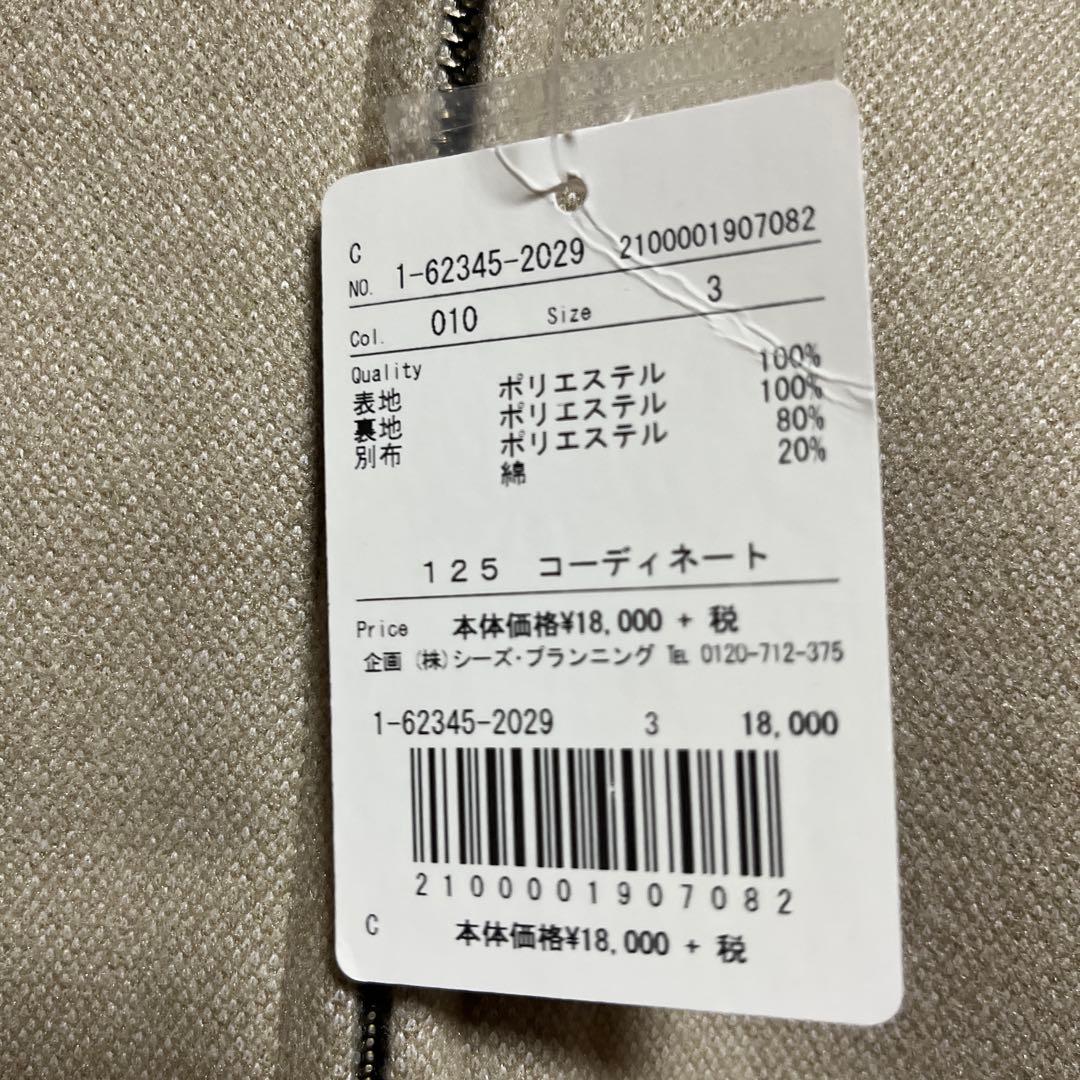 C
NO. 1-62345-2029 2100001907082
Col. 010 Size 3
Quality
表地 ポリエステル 100%
裏地 ポリエステル 100%
別布 ポリエステル 80%
綿 20%
125 コーディネート
Price 本体価格¥18,000 + 税
企画 (株)シーズ・プランニング ℡ 0120-712-375
1-62345-2029 3 18,000
2100001907082
C 本体価格¥18,000 + 税